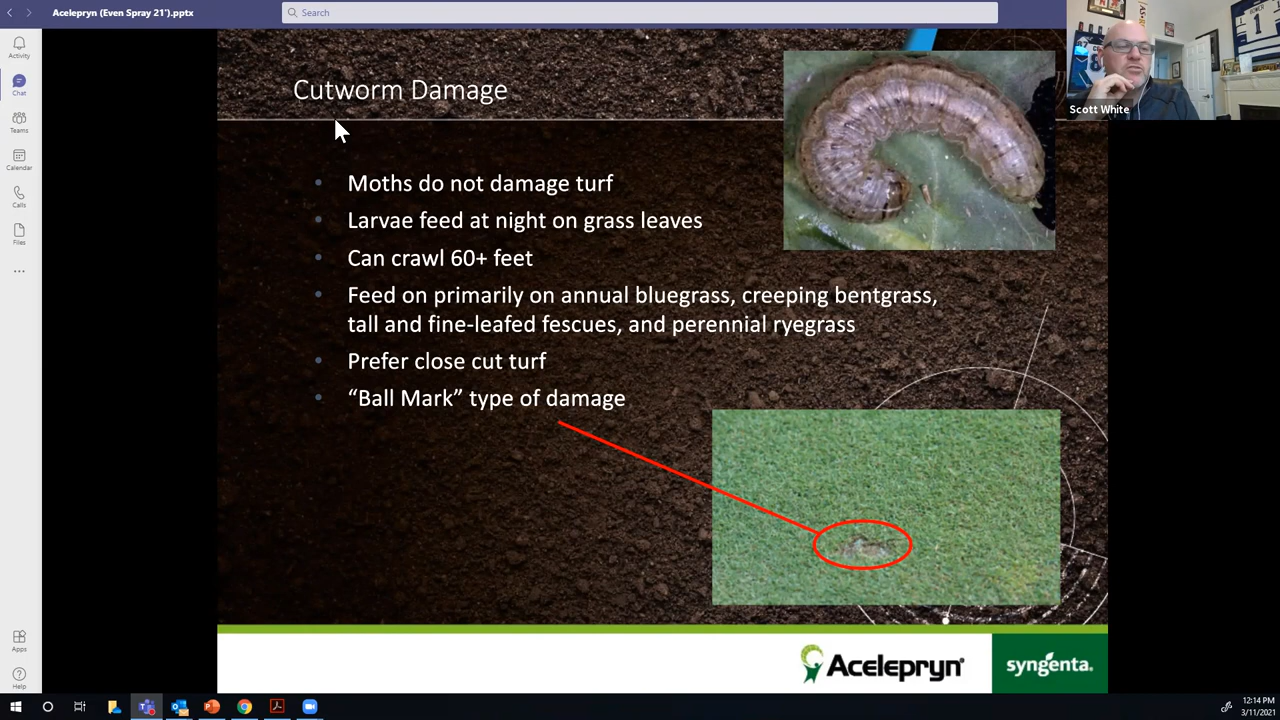 Acelepryn (Even Spray 21').pptx
Search
Activity
Chat
Teams
Calendar
Calls
Files
Apps
Help
Cutworm Damage
Moths do not damage turf
Larvae feed at night on grass leaves
Can crawl 60+ feet
Feed on primarily on annual bluegrass, creeping bentgrass,
tall and fine-leafed fescues, and perennial ryegrass
Prefer close cut turf
“Ball Mark” type of damage
Acelepryn®
syngenta.
Scott White
12:14 PM
3/11/2021